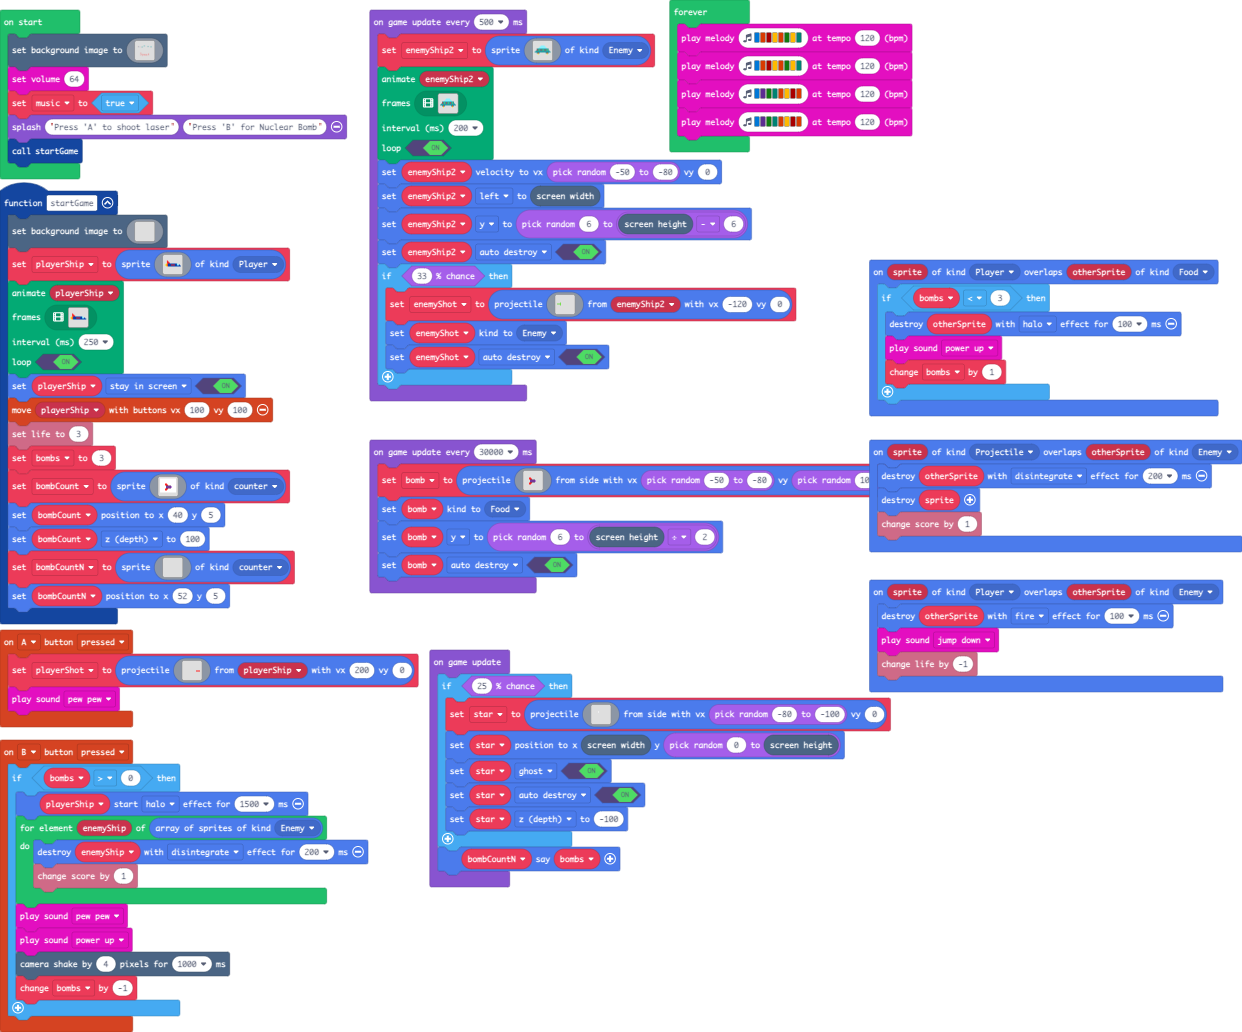 on start
set background image to
set volume 64
set music to true
splash "Press 'A' to shoot laser" "Press 'B' for Nuclear Bomb"
call startGame
function startGame
set background image to
set playerShip to sprite of kind Player
animate playerShip
frames
interval (ms) 250
loop ON
set playerShip stay in screen ON
move playerShip with buttons vx 100 vy 100
set life to 3
set bombs to 3
set bombCount to sprite of kind counter
set bombCount position to x 40 y 5
set bombCount z (depth) to 100
set bombCountN to sprite of kind counter
set bombCountN position to x 52 y 5
on A button pressed
set playerShot to projectile from playerShip with vx 200 vy 0
play sound pew pew
on B button pressed
if bombs > 0 then
playerShip start halo effect for 1500 ms
for element enemyShip of array of sprites of kind Enemy
do destroy enemyShip with disintegrate effect for 200 ms
change score by 1
play sound pew pew
play sound power up
camera shake by 4 pixels for 1000 ms
change bombs by -1
on game update every 500 ms
set enemyShip2 to sprite of kind Enemy
animate enemyShip2
frames
interval (ms) 200
loop ON
set enemyShip2 velocity to vx pick random -50 to -80 vy 0
set enemyShip2 left to screen width
set enemyShip2 y to pick random 6 to screen height - 6
set enemyShip2 auto destroy ON
if 33 % chance then
set enemyShot to projectile from enemyShip2 with vx -120 vy 0
set enemyShot kind to Enemy
set enemyShot auto destroy ON
on game update every 30000 ms
set bomb to projectile from side with vx pick random -50 to -80 vy pick random 10
set bomb kind to Food
set bomb y to pick random 6 to screen height ÷ 2
set bomb auto destroy ON
on game update
if 25 % chance then
set star to projectile from side with vx pick random -80 to -100 vy 0
set star position to x screen width y pick random 0 to screen height
set star ghost ON
set star auto destroy ON
set star z (depth) to -100
bombCountN say bombs
forever
play melody at tempo 120 (bpm)
play melody at tempo 120 (bpm)
play melody at tempo 120 (bpm)
play melody at tempo 120 (bpm)
on sprite of kind Player overlaps otherSprite of kind Food
if bombs < 3 then
destroy otherSprite with halo effect for 100 ms
play sound power up
change bombs by 1
on sprite of kind Projectile overlaps otherSprite of kind Enemy
destroy otherSprite with disintegrate effect for 200 ms
destroy sprite
change score by 1
on sprite of kind Player overlaps otherSprite of kind Enemy
destroy otherSprite with fire effect for 100 ms
play sound jump down
change life by -1